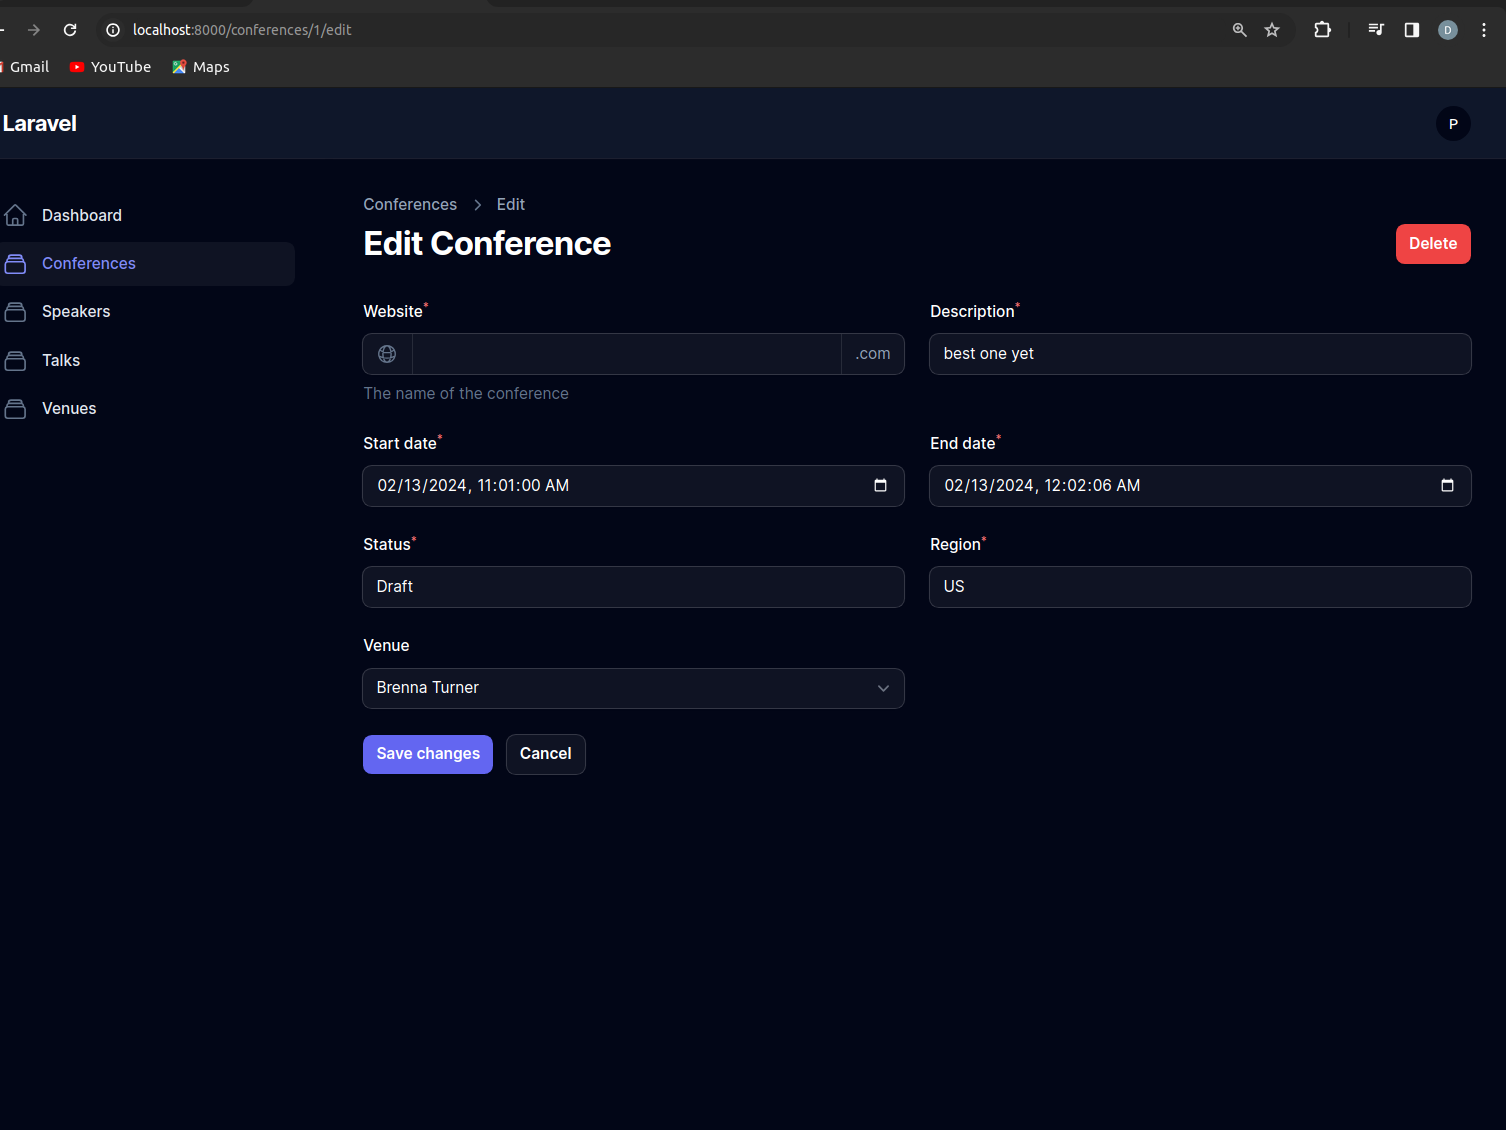 localhost:8000/conferences/1/edit
D
Gmail YouTube Maps
Laravel
P
Dashboard
Conferences
Speakers
Talks
Venues
Conferences > Edit
Edit Conference
Delete
Website*
.com
The name of the conference
Description*
best one yet
Start date*
02/13/2024, 11:01:00 AM
End date*
02/13/2024, 12:02:06 AM
Status*
Draft
Region*
US
Venue
Brenna Turner
Save changes Cancel